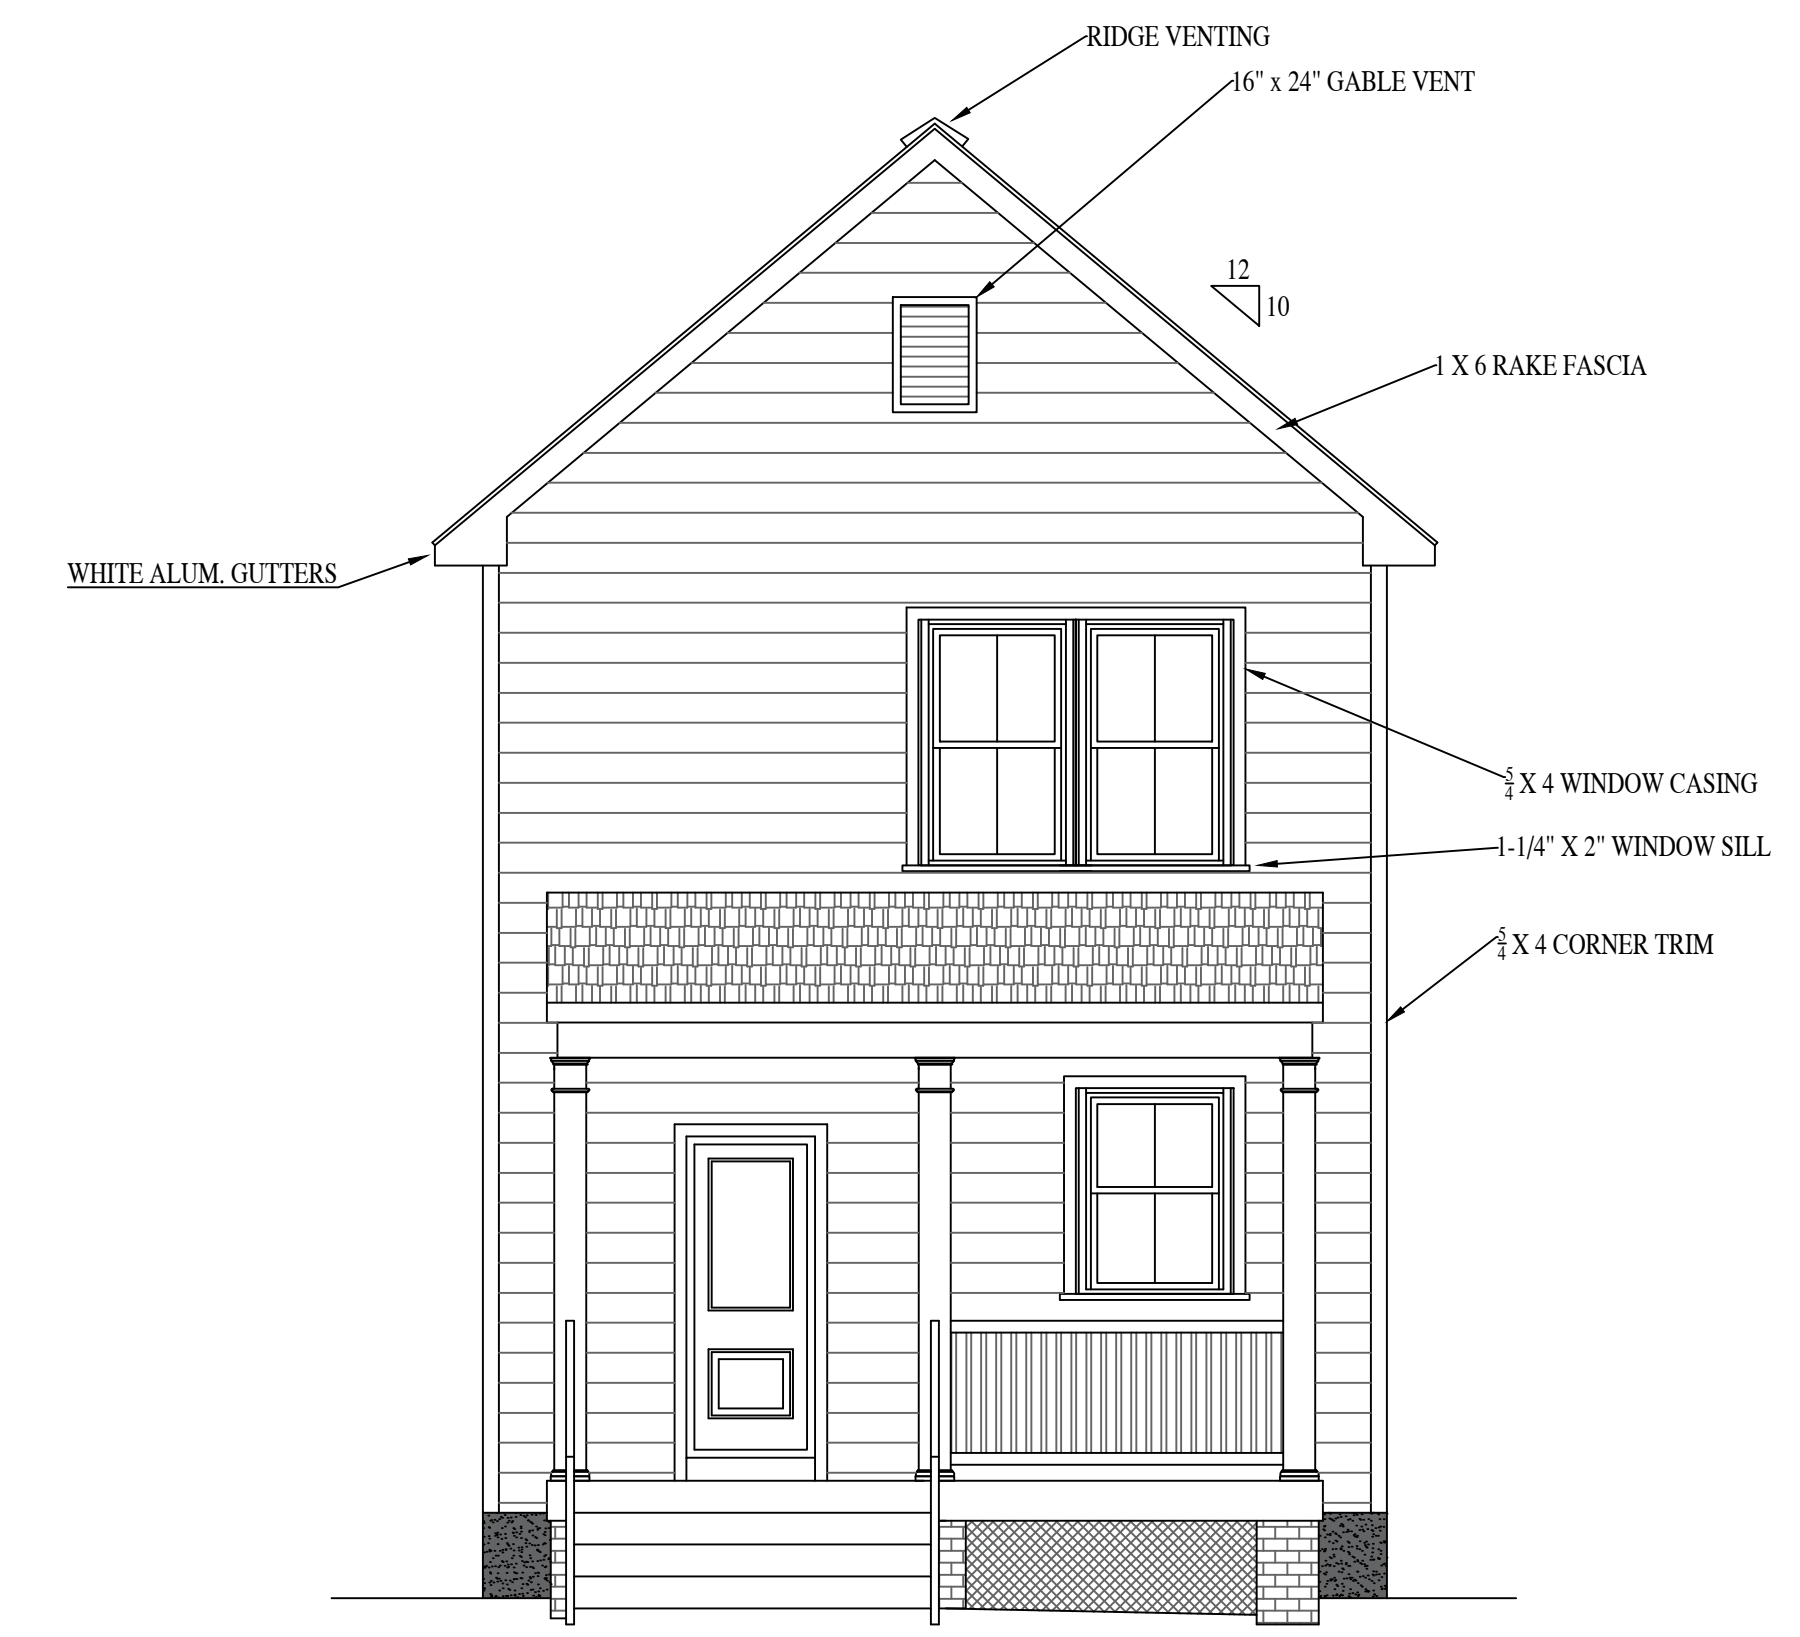 RIDGE VENTING
16" x 24" GABLE VENT
12
10
1 X 6 RAKE FASCIA
WHITE ALUM. GUTTERS
5/4 X 4 WINDOW CASING
1-1/4" X 2" WINDOW SILL
5/4 X 4 CORNER TRIM